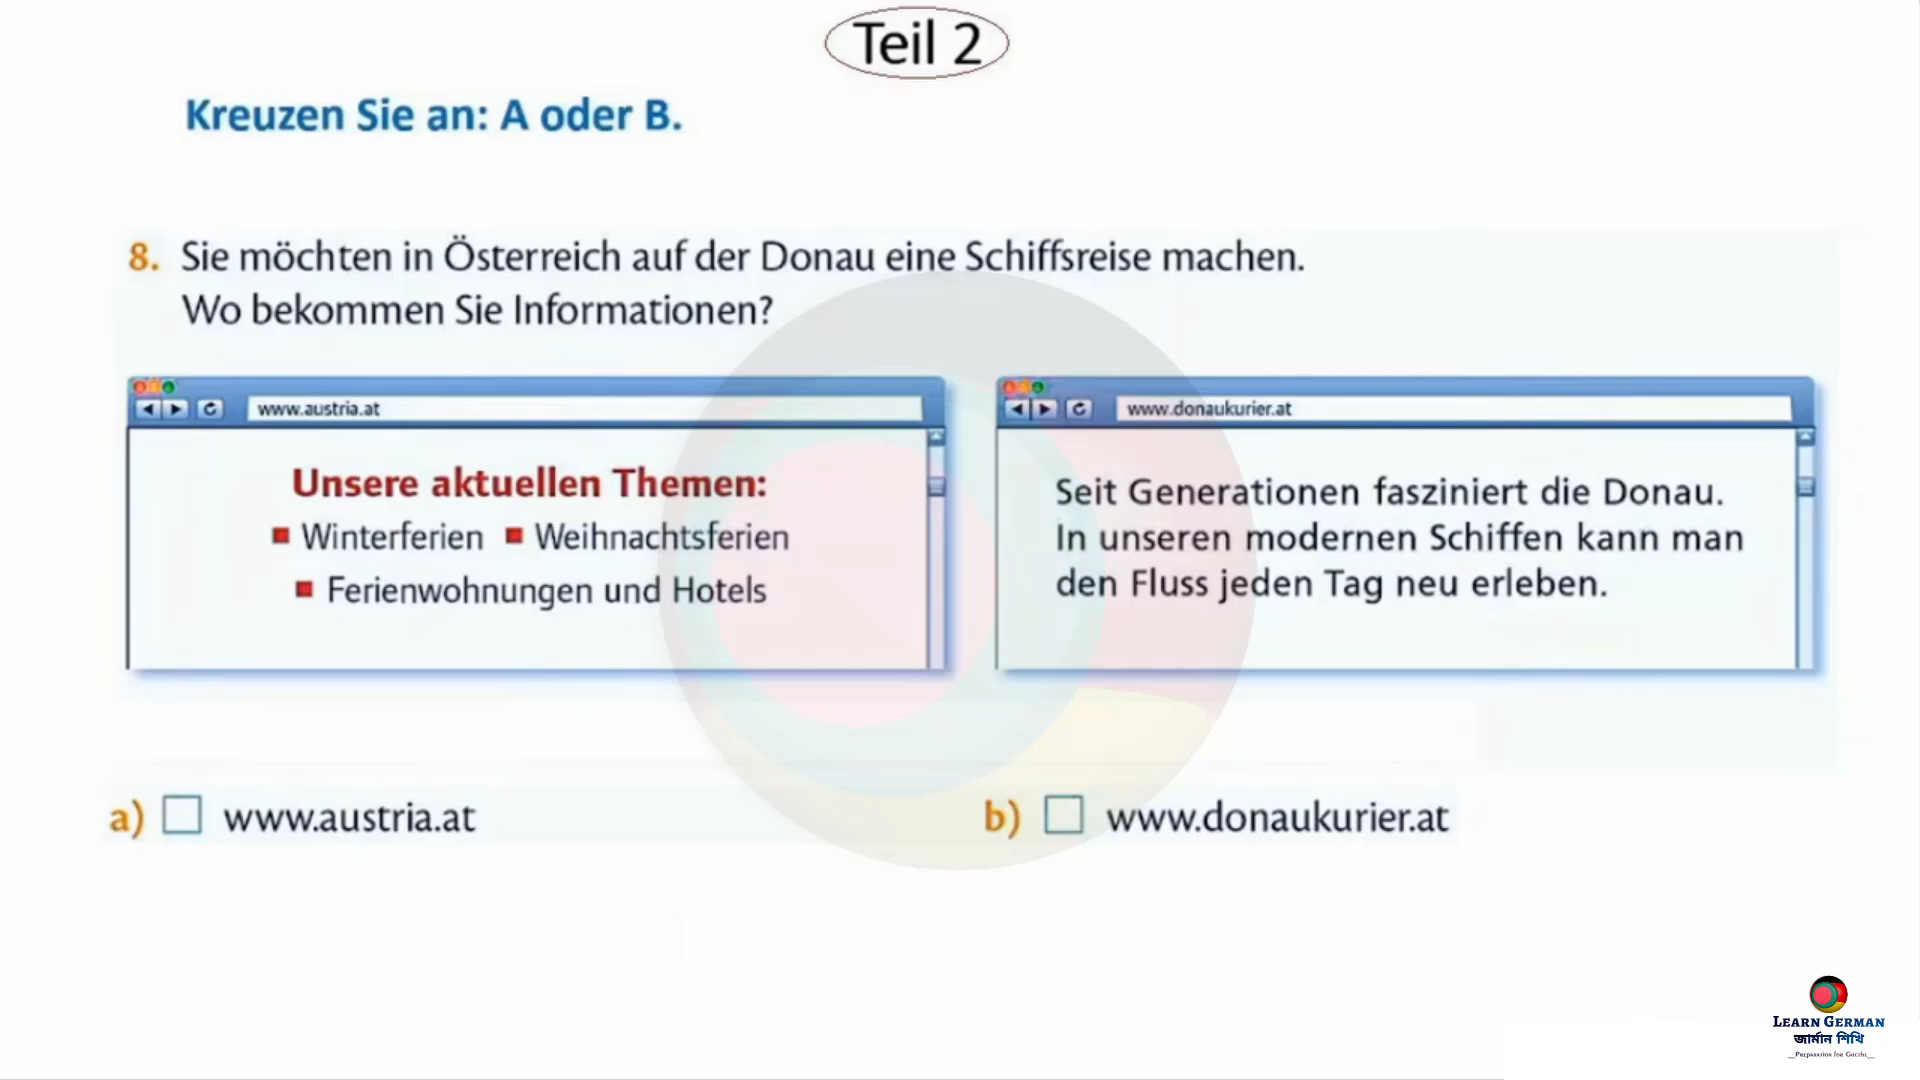 Teil 2
Kreuzen Sie an: A oder B.
8. Sie möchten in Österreich auf der Donau eine Schiffsreise machen.
Wo bekommen Sie Informationen?
www.austria.at
Unsere aktuellen Themen:
Winterferien Weihnachtsferien
Ferienwohnungen und Hotels
www.donaukurier.at
Seit Generationen fasziniert die Donau.
In unseren modernen Schiffen kann man
den Fluss jeden Tag neu erleben.
a) www.austria.at
b) www.donaukurier.at
LEARN GERMAN
জার্মান শিখি
__PREPARATION FOR GOETHE__